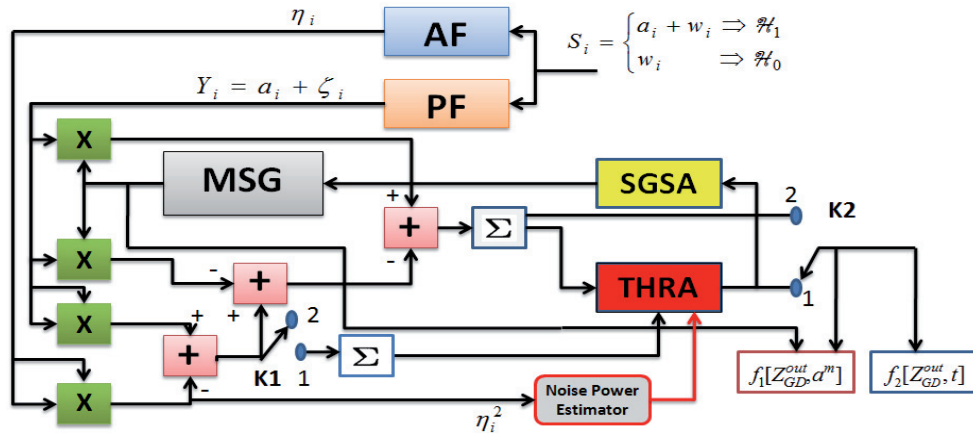 η_i
AF
S_i = { a_i + w_i ⇒ ℋ_1
w_i ⇒ ℋ_0
Y_i = a_i + ζ_i
PF
X
MSG
SGSA
2
K2
+
+
Σ
-
X
-
+
+
THRA
1
X
+
2
+
K1
1
Σ
-
f_1[Z_GD^out, a^m]
f_2[Z_GD^out, t]
X
η_i^2
Noise Power
Estimator